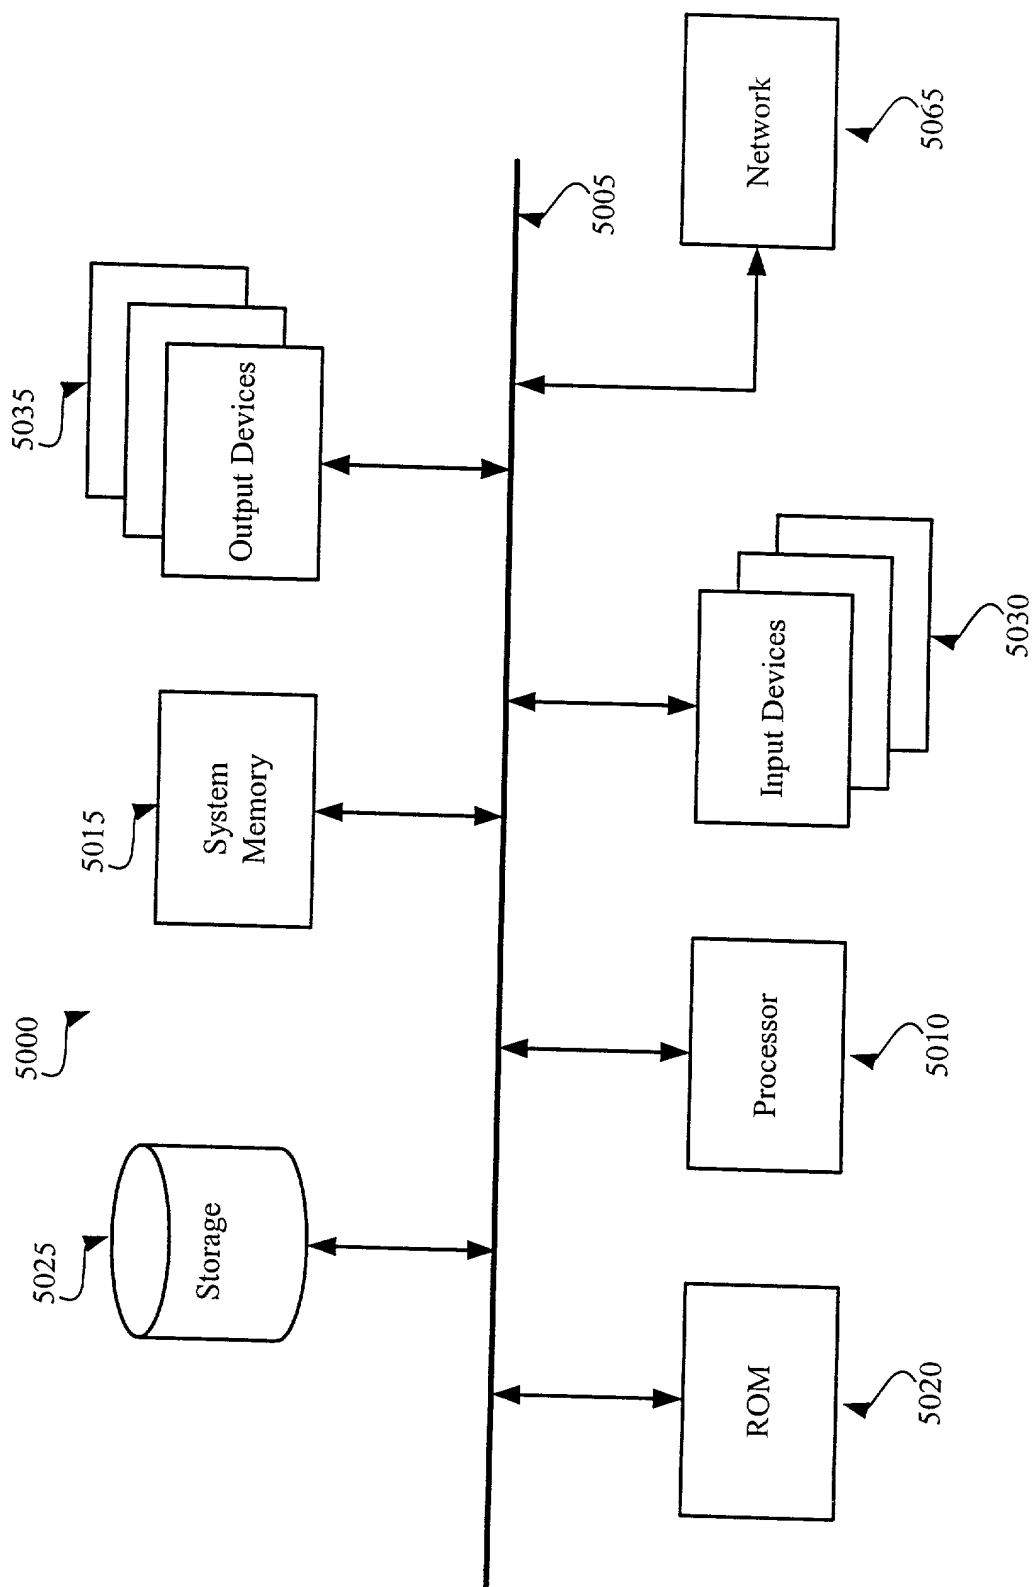 5025
5000
5015
5035
Storage
System
Memory
Output Devices
5005
ROM
Processor
Input Devices
Network
5020
5010
5030
5065